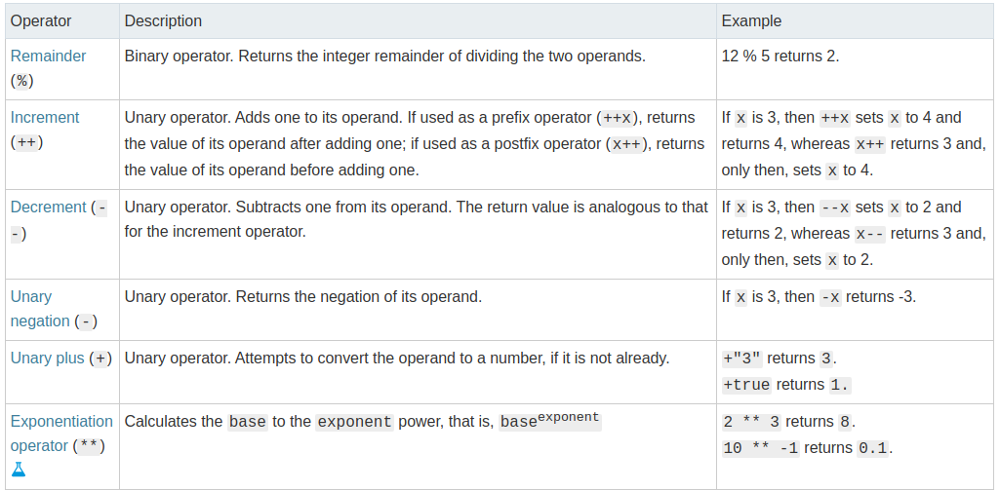 Operator Description Example
Remainder Binary operator. Returns the integer remainder of dividing the two operands. 12 % 5 returns 2.
(%)
Increment Unary operator. Adds one to its operand. If used as a prefix operator (++x), returns If x is 3, then ++x sets x to 4 and
(++) the value of its operand after adding one; if used as a postfix operator (x++), returns returns 4, whereas x++ returns 3 and,
the value of its operand before adding one. only then, sets x to 4.
Decrement (- Unary operator. Subtracts one from its operand. The return value is analogous to that If x is 3, then --x sets x to 2 and
-) for the increment operator. returns 2, whereas x-- returns 3 and,
only then, sets x to 2.
Unary Unary operator. Returns the negation of its operand. If x is 3, then -x returns -3.
negation (-)
Unary plus (+) Unary operator. Attempts to convert the operand to a number, if it is not already. +"3" returns 3.
+true returns 1.
Exponentiation Calculates the base to the exponent power, that is, base^exponent 2 ** 3 returns 8.
operator (**) 10 ** -1 returns 0.1.